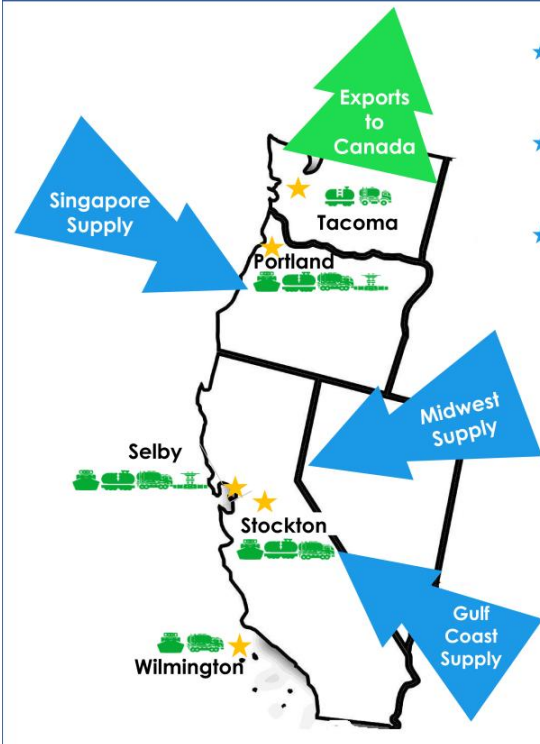 Exports
to
Canada
Singapore
Supply
Tacoma
Portland
Midwest
Supply
Selby
Stockton
Gulf
Coast
Supply
Wilmington